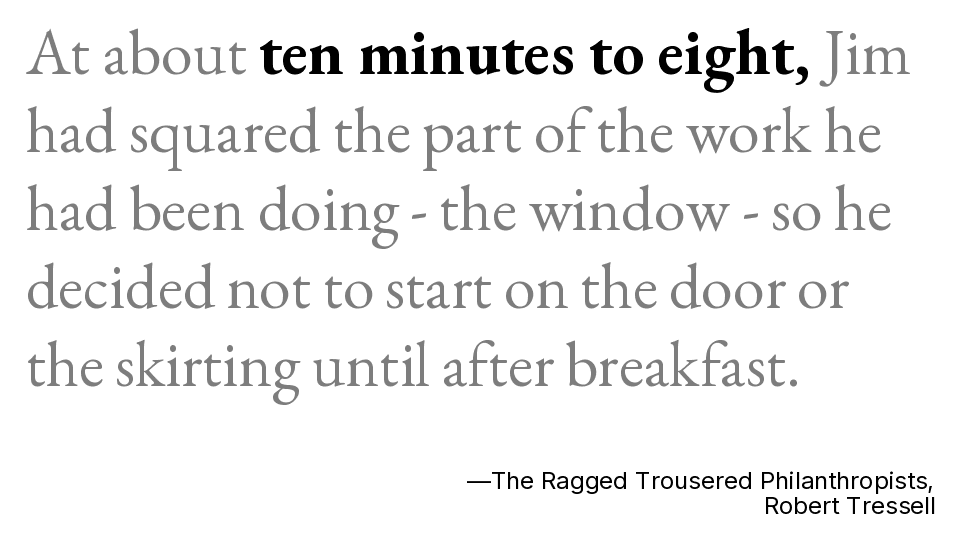 At about ten minutes to eight, Jim
had squared the part of the work he
had been doing - the window - so he
decided not to start on the door or
the skirting until after breakfast.
—The Ragged Trousered Philanthropists,
Robert Tressell